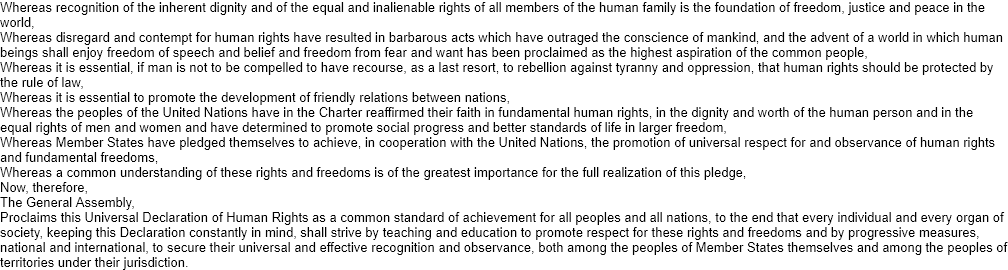 Whereas recognition of the inherent dignity and of the equal and inalienable rights of all members of the human family is the foundation of freedom, justice and peace in the
world,
Whereas disregard and contempt for human rights have resulted in barbarous acts which have outraged the conscience of mankind, and the advent of a world in which human
beings shall enjoy freedom of speech and belief and freedom from fear and want has been proclaimed as the highest aspiration of the common people,
Whereas it is essential, if man is not to be compelled to have recourse, as a last resort, to rebellion against tyranny and oppression, that human rights should be protected by
the rule of law,
Whereas it is essential to promote the development of friendly relations between nations,
Whereas the peoples of the United Nations have in the Charter reaffirmed their faith in fundamental human rights, in the dignity and worth of the human person and in the
equal rights of men and women and have determined to promote social progress and better standards of life in larger freedom,
Whereas Member States have pledged themselves to achieve, in cooperation with the United Nations, the promotion of universal respect for and observance of human rights
and fundamental freedoms,
Whereas a common understanding of these rights and freedoms is of the greatest importance for the full realization of this pledge,
Now, therefore,
The General Assembly,
Proclaims this Universal Declaration of Human Rights as a common standard of achievement for all peoples and all nations, to the end that every individual and every organ of
society, keeping this Declaration constantly in mind, shall strive by teaching and education to promote respect for these rights and freedoms and by progressive measures,
national and international, to secure their universal and effective recognition and observance, both among the peoples of Member States themselves and among the peoples of
territories under their jurisdiction.